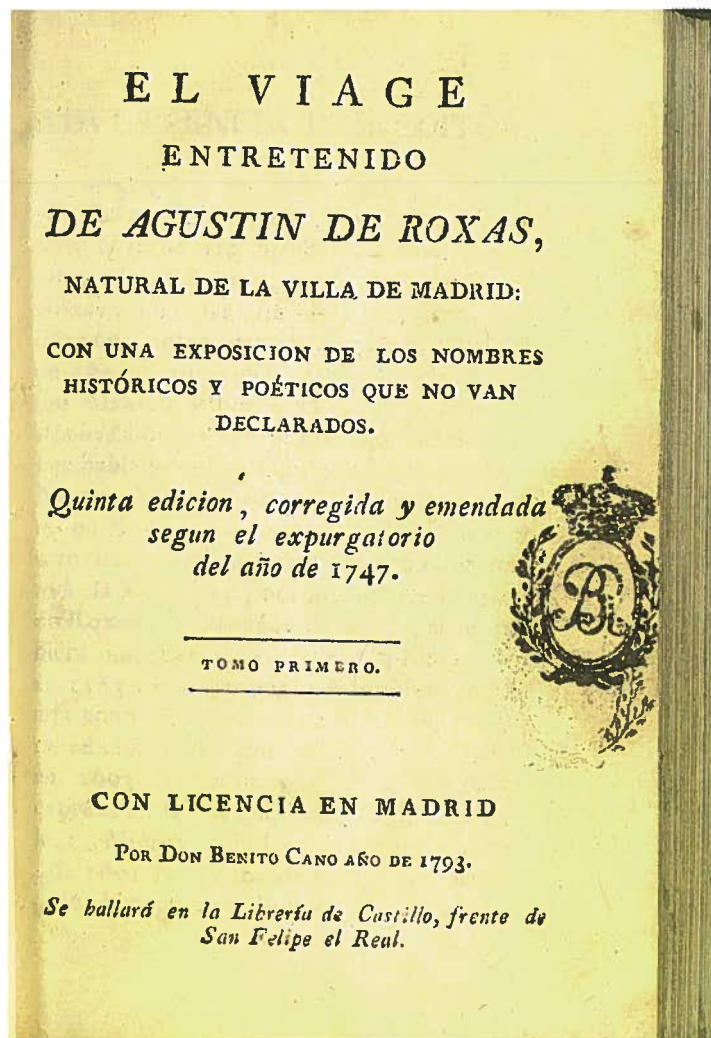 EL VIAGE
ENTRETENIDO
DE AGUSTIN DE ROXAS,
NATURAL DE LA VILLA DE MADRID:
CON UNA EXPOSICION DE LOS NOMBRES
HISTÓRICOS Y POÉTICOS QUE NO VAN
DECLARADOS.
Quinta edicion, corregida y emendada
segun el expurgatorio
del año de 1747.
TOMO PRIMERO.
CON LICENCIA EN MADRID
POR DON BENITO CANO AÑO DE 1793.
Se hallará en la Librería de Castillo, frente de
San Felipe el Real.
BR